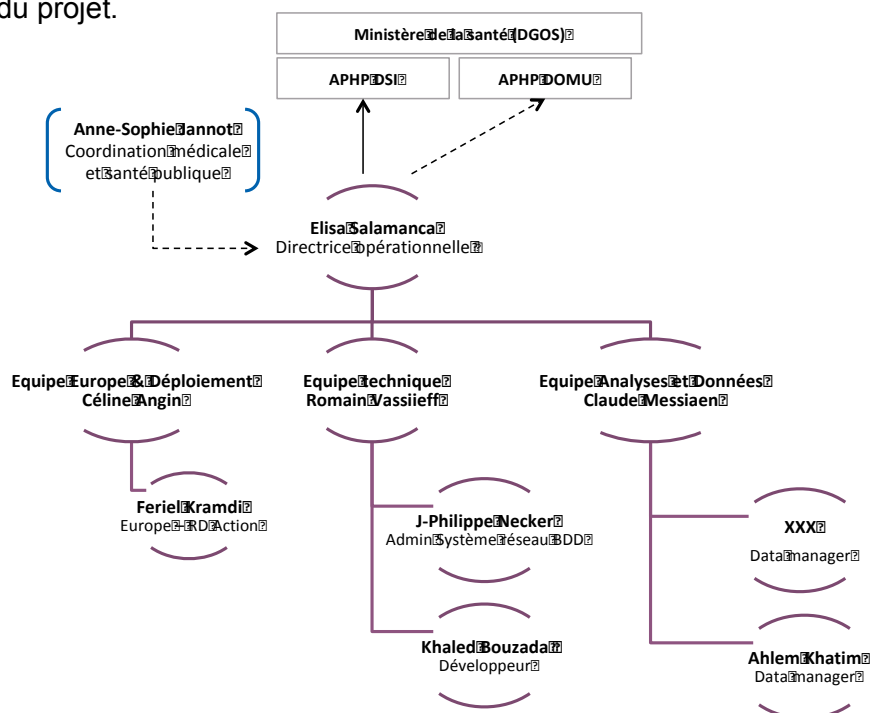 du projet.
Ministère de la santé (DGOS)
APHP DSI
APHP DOMU
Anne-Sophie Jannot
Coordination médicale
et santé publique
Elisa Salamanca
Directrice opérationnelle
Equipe Europe & Déploiement
Céline Angin
Equipe technique
Romain Vassiieff
Equipe Analyses et Données
Claude Messiaen
Feriel Kramdi
Europe – RD Action
J-Philippe Necker
Admin Système réseau BDD
XXX
Data manager
Khaled Bouzada
Développeur
Ahlem Khatim
Data manager